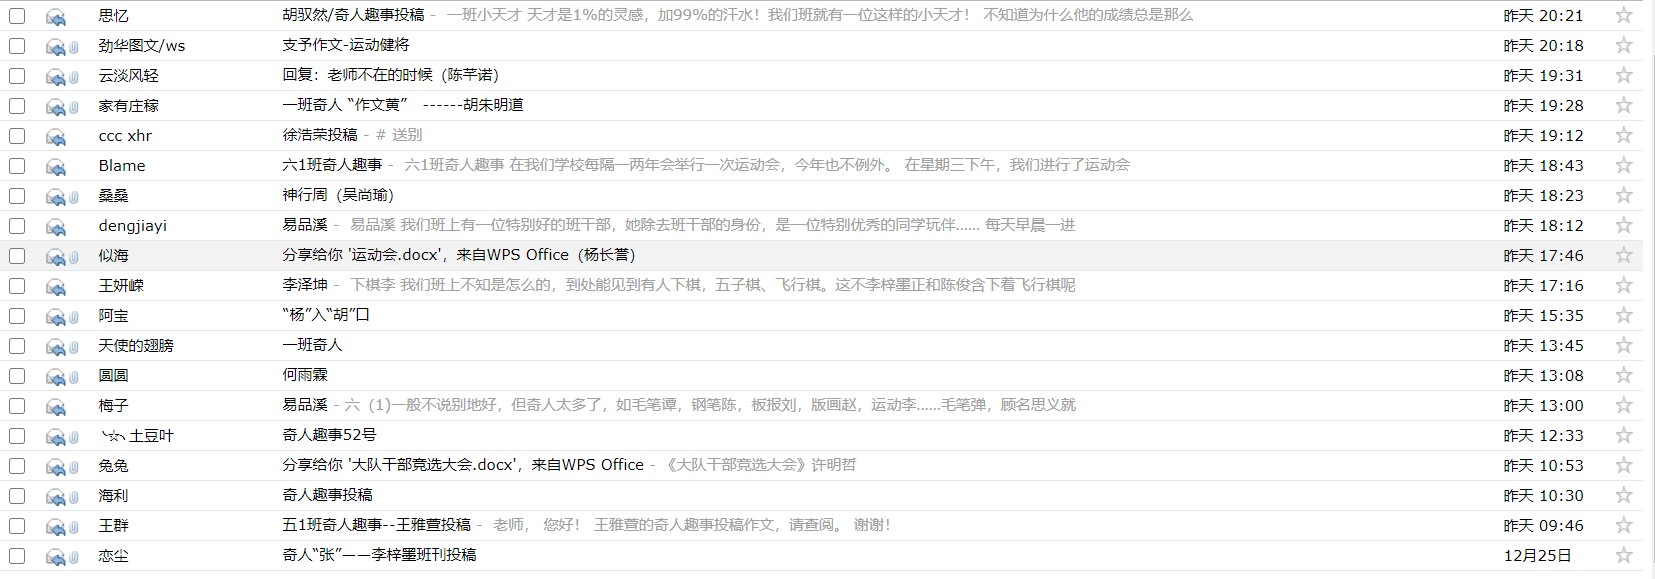 思忆 胡驭然/奇人趣事投稿 - 一班小天才 天才是1%的灵感，加99%的汗水！我们班就有一位这样的小天才！ 不知道为什么他的成绩总是那么 昨天 20:21
劲华图文/ws 支予作文-运动健将 昨天 20:18
云淡风轻 回复：老师不在的时候（陈芊诺） 昨天 19:31
家有庄稼 一班奇人 “作文黄” ------胡朱明道 昨天 19:28
ccc xhr 徐浩荣投稿 - # 送别 昨天 19:12
Blame 六1班奇人趣事 - 六1班奇人趣事 在我们学校每隔一两年会举行一次运动会，今年也不例外。 在星期三下午，我们进行了运动会 昨天 18:43
桑桑 神行周（吴尚瑜） 昨天 18:23
dengjiayi 易品溪 - 易品溪 我们班上有一位特别好的班干部，她除去班干部的身份，是一位特别优秀的同学玩伴…… 每天早晨一进 昨天 18:12
似海 分享给你 '运动会.docx'，来自WPS Office（杨长誉） 昨天 17:46
王妍嵘 李泽坤 - 下棋李 我们班上不知是怎么的，到处能见到有人下棋，五子棋、飞行棋。这不李梓墨正和陈俊含下着飞行棋呢 昨天 17:16
阿宝 “杨”入“胡”口 昨天 15:35
天使的翅膀 一班奇人 昨天 13:45
圆圆 何雨霖 昨天 13:08
梅子 易品溪 - 六（1)一般不说别地好，但奇人太多了，如毛笔谭，钢笔陈，板报刘，版画赵，运动李……毛笔弹，顾名思义就 昨天 13:00
土豆叶 奇人趣事52号 昨天 12:33
兔兔 分享给你 '大队干部竞选大会.docx'，来自WPS Office - 《大队干部竞选大会》许明哲 昨天 10:53
海利 奇人趣事投稿 昨天 10:30
王群 五1班奇人趣事--王雅萱投稿 - 老师， 您好！ 王雅萱的奇人趣事投稿作文，请查阅。 谢谢！ 昨天 09:46
恋尘 奇人“张”——李梓墨班刊投稿 12月25日